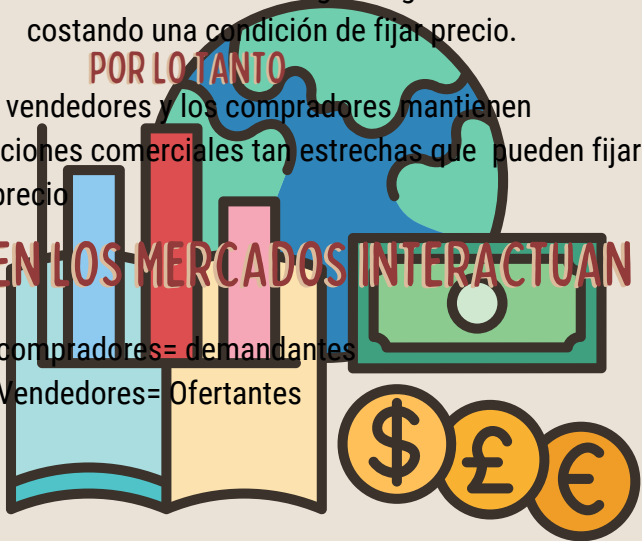 costando una condición de fijar precio.
POR LO TANTO
vendedores y los compradores mantienen
ciones comerciales tan estrechas que pueden fijar
precio
EN LOS MERCADOS INTERACTUAN
compradores= demandantes
Vendedores= Ofertantes
$ £ €